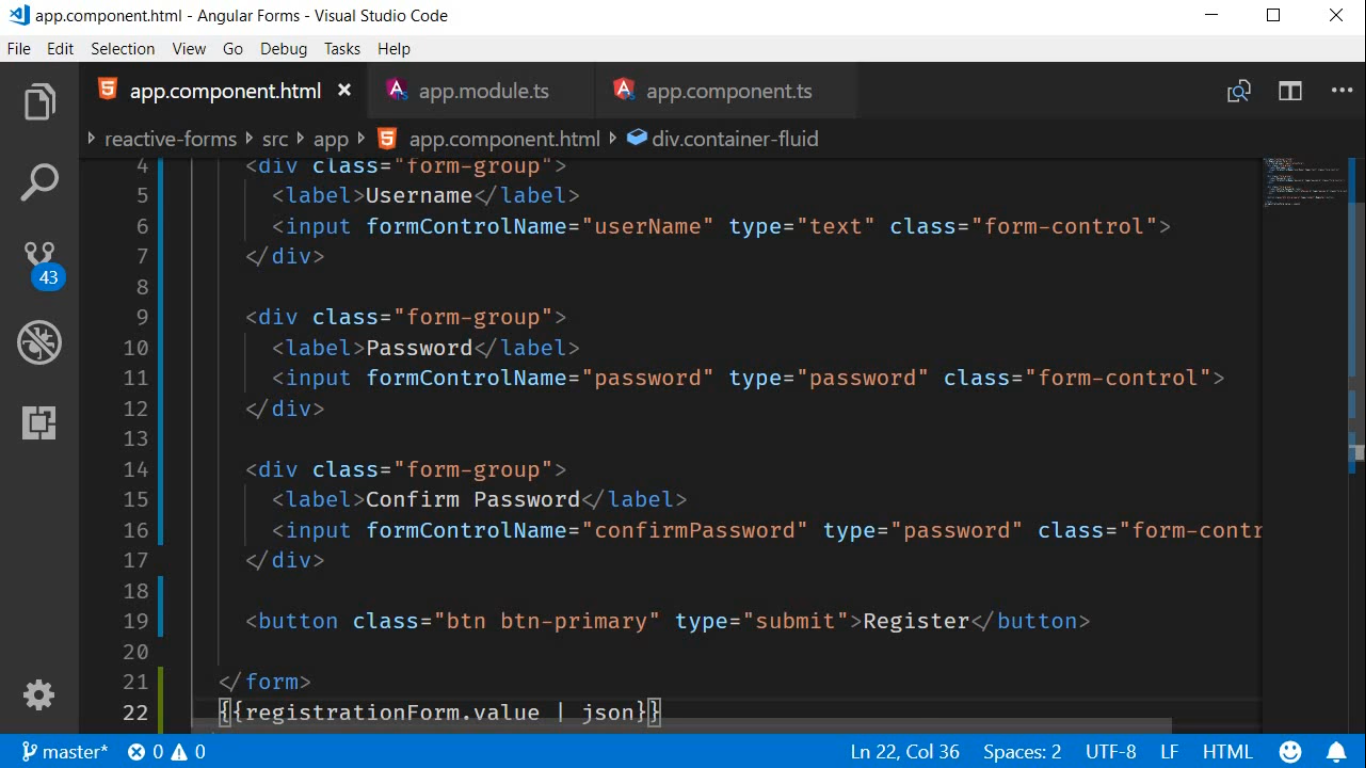 app.component.html - Angular Forms - Visual Studio Code
File Edit Selection View Go Debug Tasks Help
app.component.html app.module.ts app.component.ts
reactive-forms src app app.component.html div.container-fluid
4 <div class="form-group">
5 <label>Username</label>
6 <input formControlName="userName" type="text" class="form-control">
7 </div>
8
9 <div class="form-group">
10 <label>Password</label>
11 <input formControlName="password" type="password" class="form-control">
12 </div>
13
14 <div class="form-group">
15 <label>Confirm Password</label>
16 <input formControlName="confirmPassword" type="password" class="form-contr
17 </div>
18
19 <button class="btn btn-primary" type="submit">Register</button>
20
21 </form>
22 {{registrationForm.value | json}}
43
master* 0 0 Ln 22, Col 36 Spaces: 2 UTF-8 LF HTML